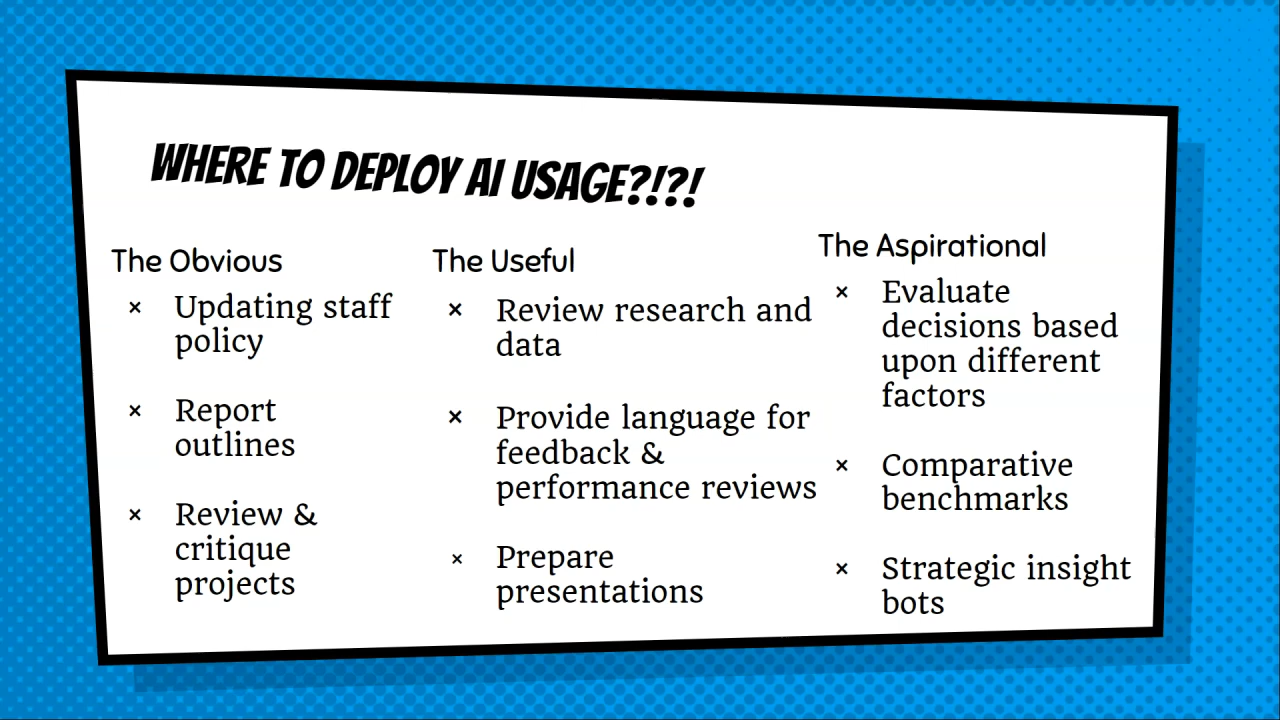 WHERE TO DEPLOY AI USAGE?!?!
The Obvious
× Updating staff
policy
× Report
outlines
× Review &
critique
projects
The Useful
× Review research and
data
× Provide language for
feedback &
performance reviews
× Prepare
presentations
The Aspirational
× Evaluate
decisions based
upon different
factors
× Comparative
benchmarks
× Strategic insight
bots